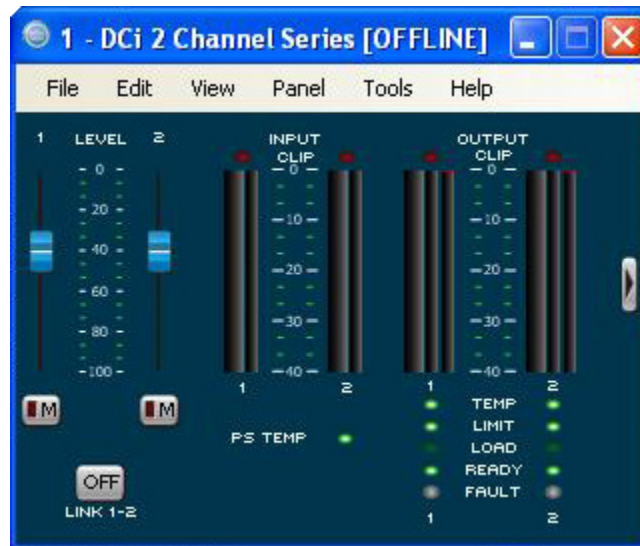 1 - DCi 2 Channel Series [OFFLINE]
File Edit View Panel Tools Help
1 LEVEL 2
INPUT
CLIP
OUTPUT
CLIP
- 0 -
- 20 -
- 40 -
- 60 -
- 80 -
-100 -
-0-
-10-
-20-
-30-
-40-
-0-
-10-
-20-
-30-
-40-
1 2
1 2
M M
PS TEMP
TEMP
LIMIT
LOAD
READY
FAULT
1 2
OFF
LINK 1-2